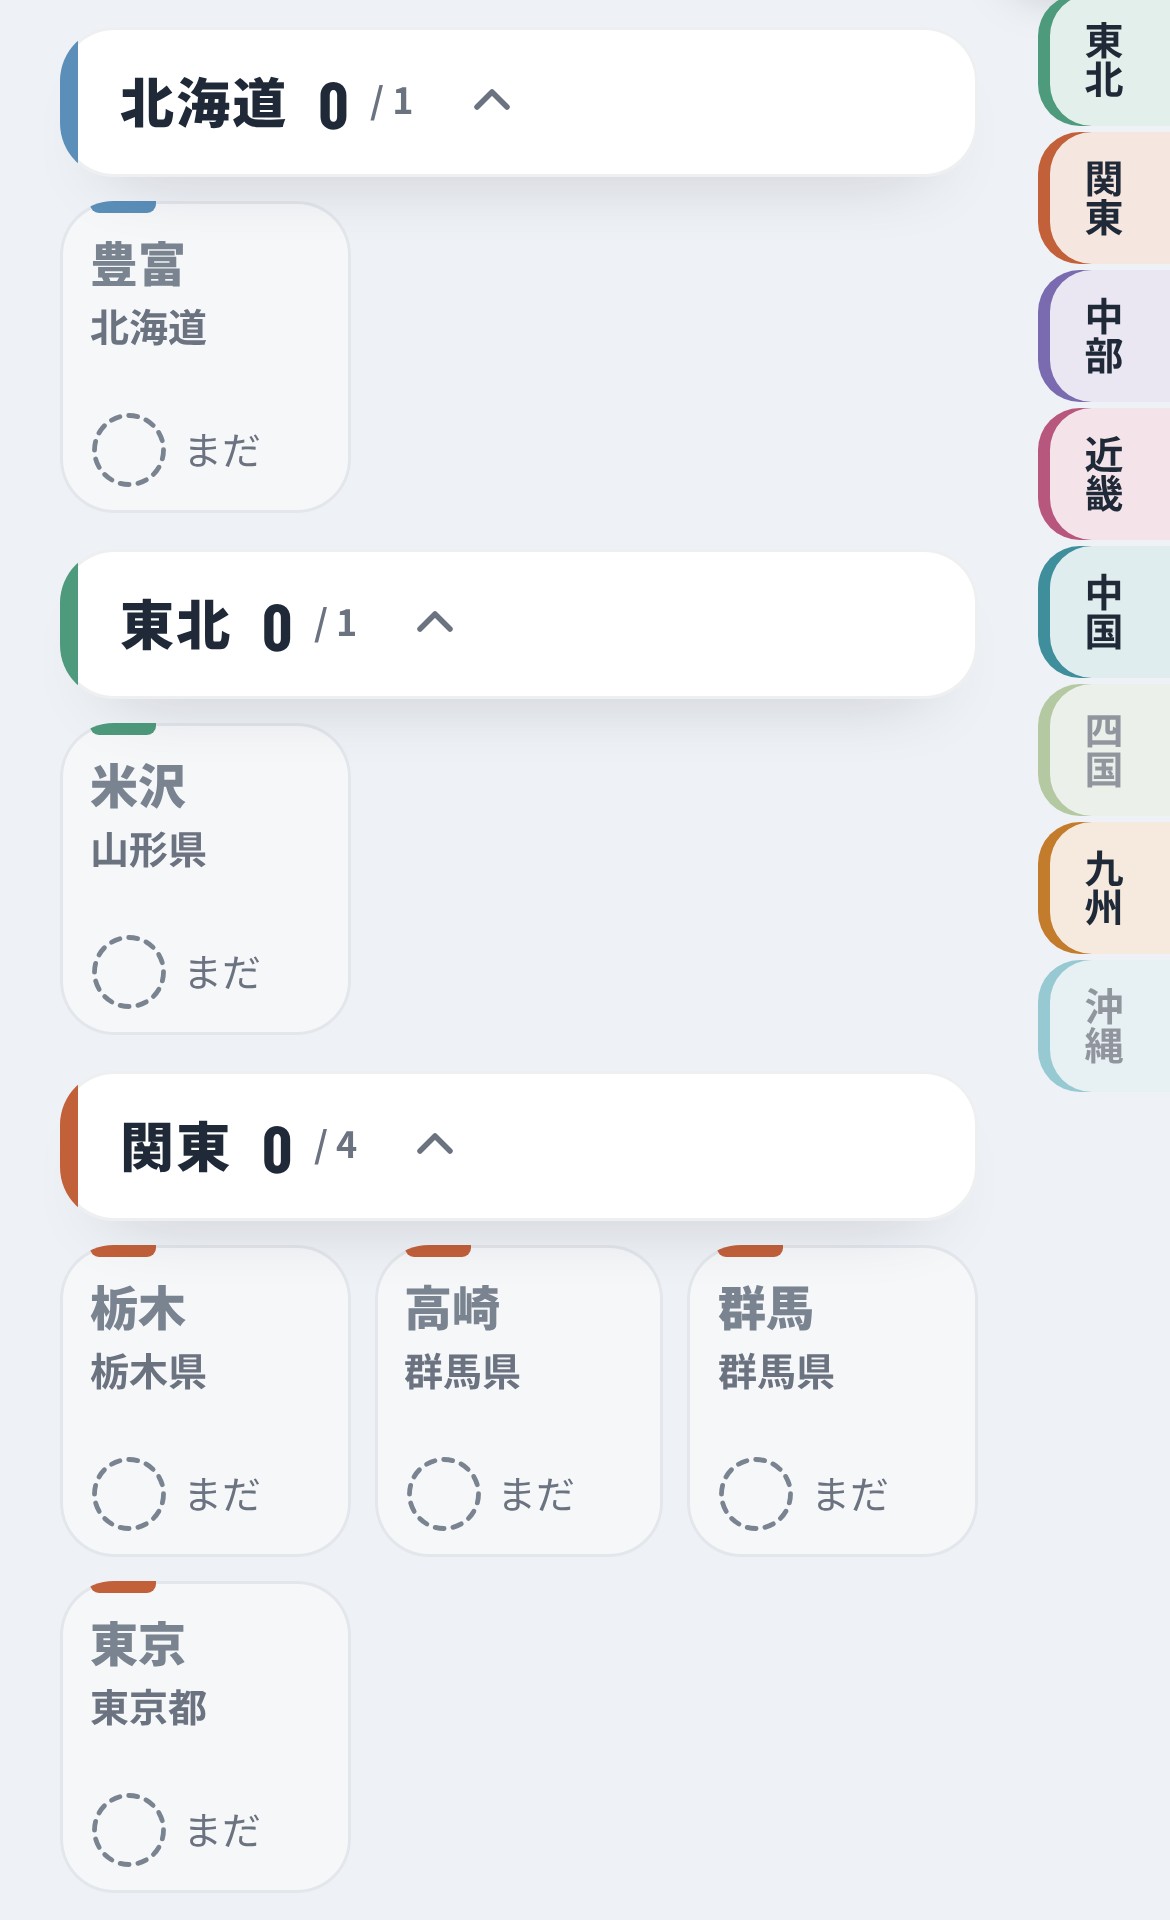 北海道 0 / 1
豊富
北海道
まだ
東北 0 / 1
米沢
山形県
まだ
関東 0 / 4
栃木
栃木県
まだ
高崎
群馬県
まだ
群馬
群馬県
まだ
東京
東京都
まだ
東北
関東
中部
近畿
中国
四国
九州
沖縄